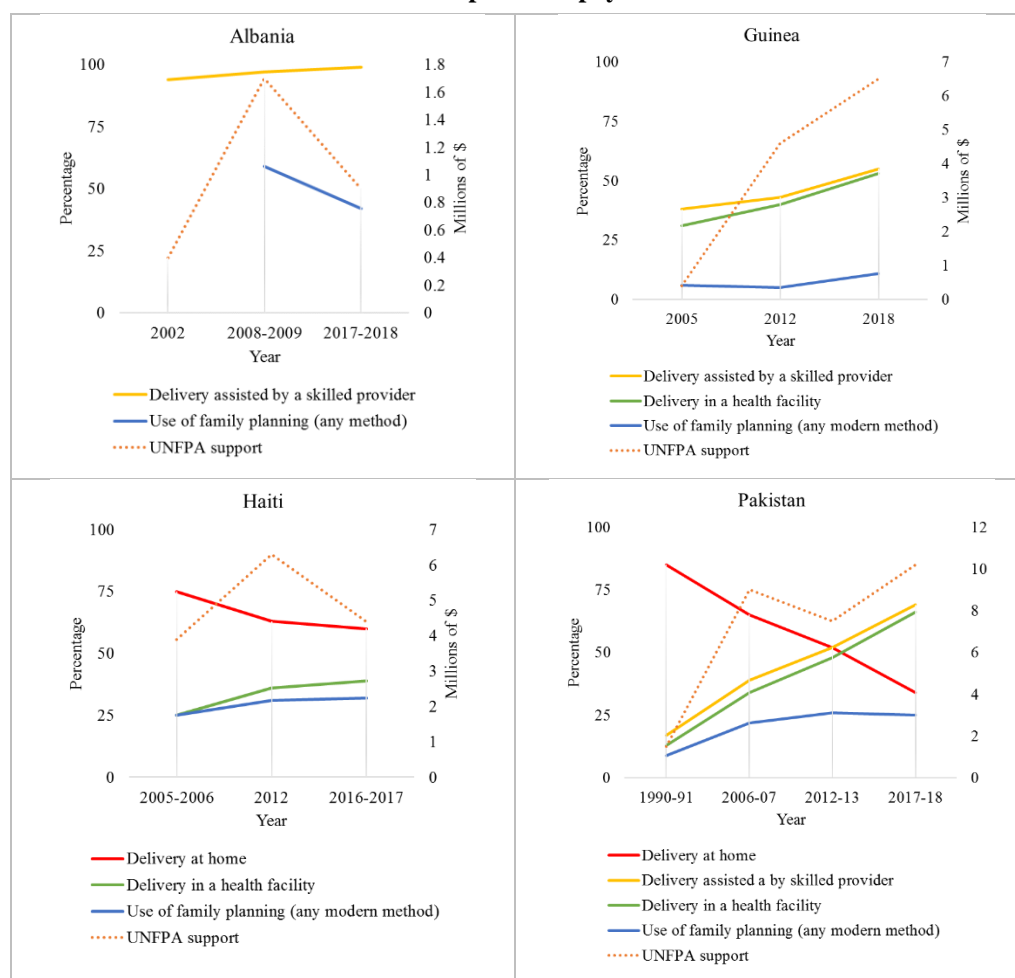 Albania
100
75
50
25
0
Percentage
1.8
1.6
1.4
1.2
1
0.8
0.6
0.4
0.2
0
Millions of $
2002 2008-2009 2017-2018
Year
Delivery assisted by a skilled provider
Use of family planning (any method)
UNFPA support
Guinea
100
75
50
25
0
Percentage
7
6
5
4
3
2
1
0
Millions of $
2005 2012 2018
Year
Delivery assisted by a skilled provider
Delivery in a health facility
Use of family planning (any modern method)
UNFPA support
Haiti
100
75
50
25
0
Percentage
7
6
5
4
3
2
1
0
Millions of $
2005-2006 2012 2016-2017
Year
Delivery at home
Delivery in a health facility
Use of family planning (any modern method)
UNFPA support
Pakistan
100
75
50
25
0
Percentage
12
10
8
6
4
2
0
1990-91 2006-07 2012-13 2017-18
Year
Delivery at home
Delivery assisted a by skilled provider
Delivery in a health facility
Use of family planning (any modern method)
UNFPA support